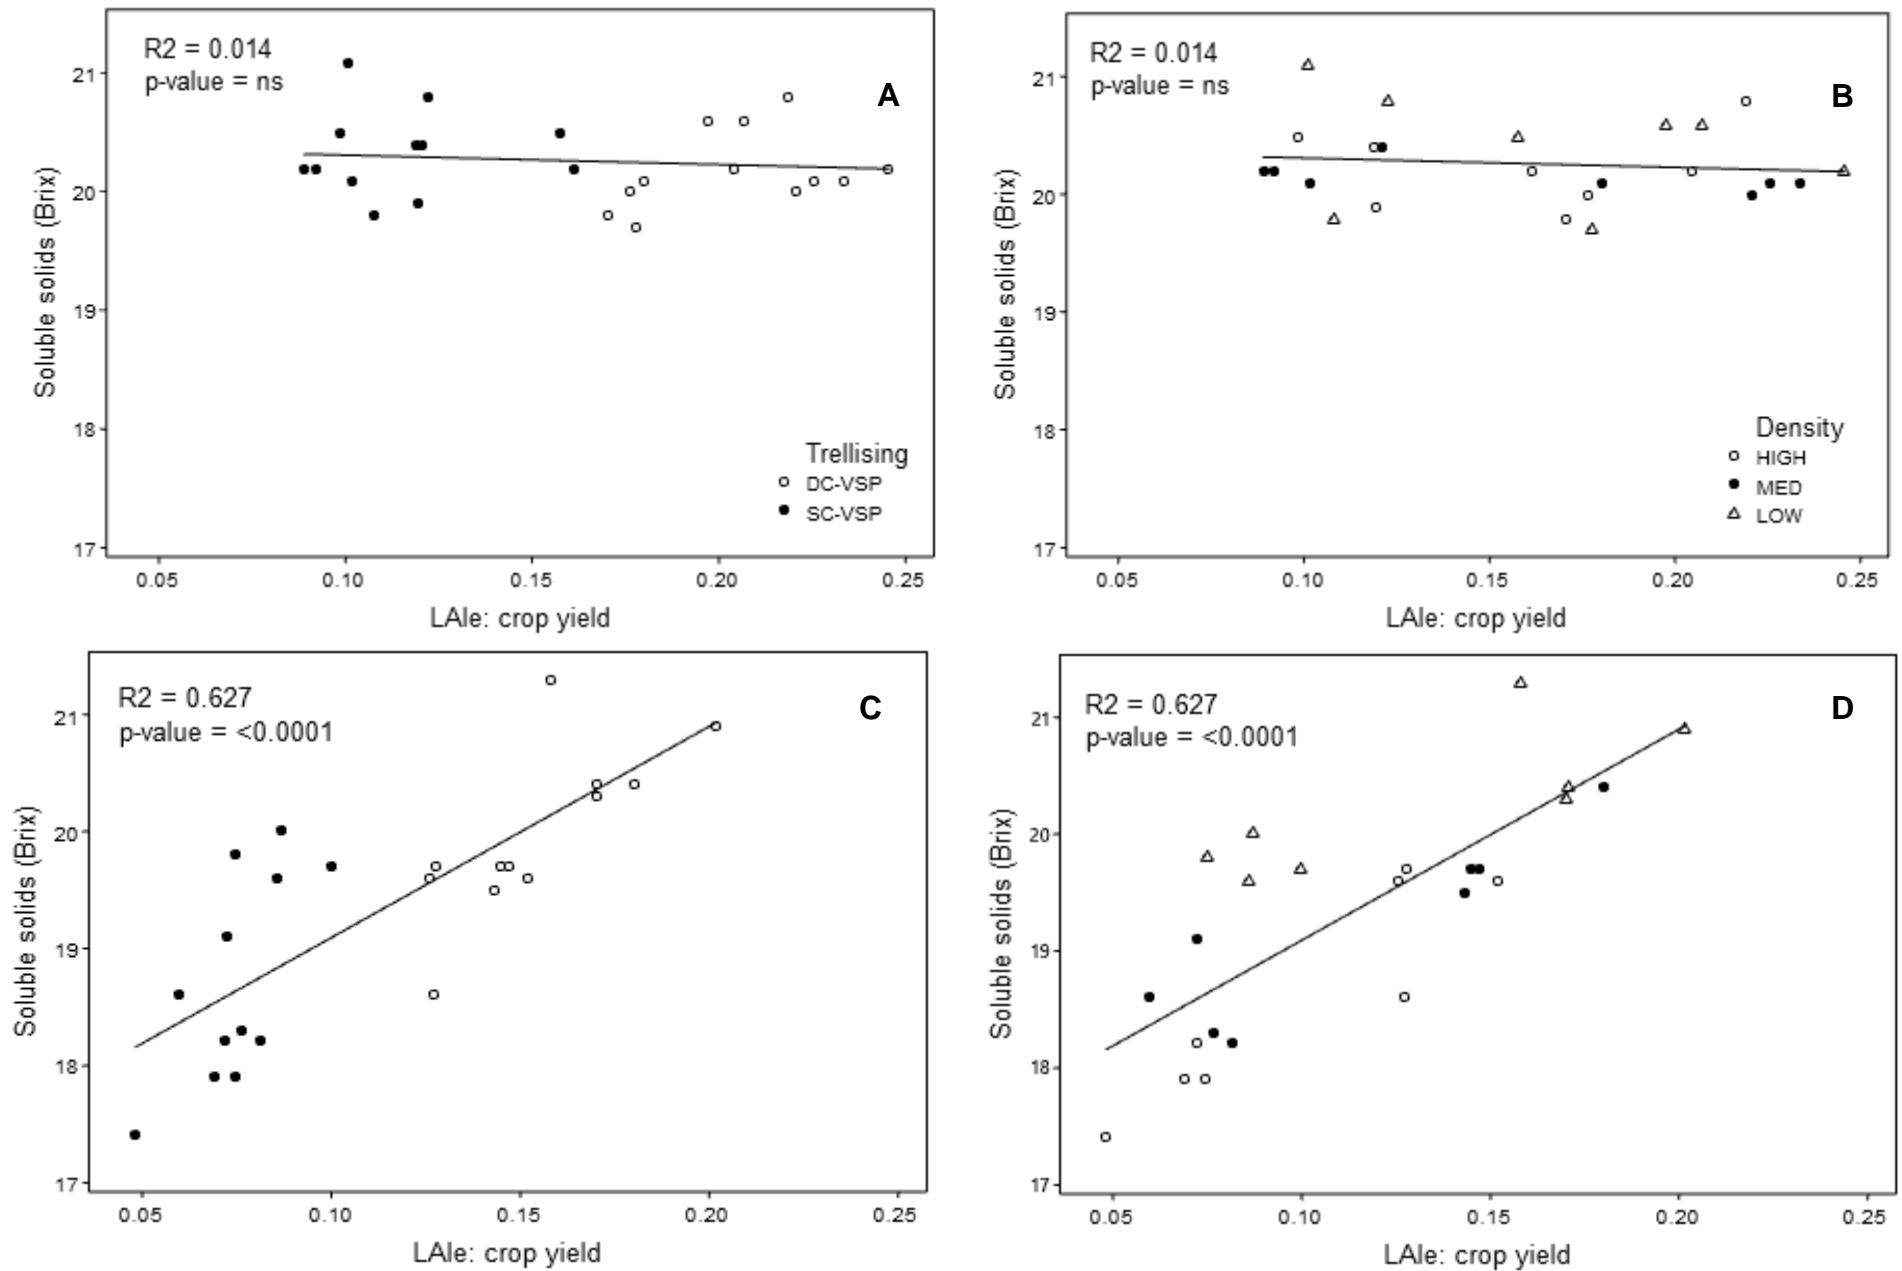 R2 = 0.014
p-value = ns
A
Soluble solids (Brix)
21
20
19
18
17
Trellising
DC-VSP
SC-VSP
0.05 0.10 0.15 0.20 0.25
LAIe: crop yield
R2 = 0.014
p-value = ns
B
Soluble solids (Brix)
21
20
19
18
17
Density
HIGH
MED
LOW
0.05 0.10 0.15 0.20 0.25
LAIe: crop yield
R2 = 0.627
p-value = <0.0001
C
Soluble solids (Brix)
21
20
19
18
17
0.05 0.10 0.15 0.20 0.25
LAIe: crop yield
R2 = 0.627
p-value = <0.0001
D
Soluble solids (Brix)
21
20
19
18
17
0.05 0.10 0.15 0.20 0.25
LAIe: crop yield